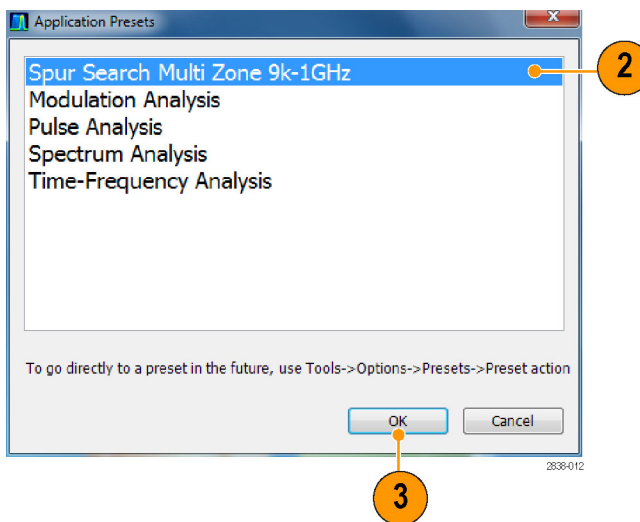 Application Presets
Spur Search Multi Zone 9k-1GHz
2
Modulation Analysis
Pulse Analysis
Spectrum Analysis
Time-Frequency Analysis
To go directly to a preset in the future, use Tools->Options->Presets->Preset action
OK
Cancel
2838-012
3